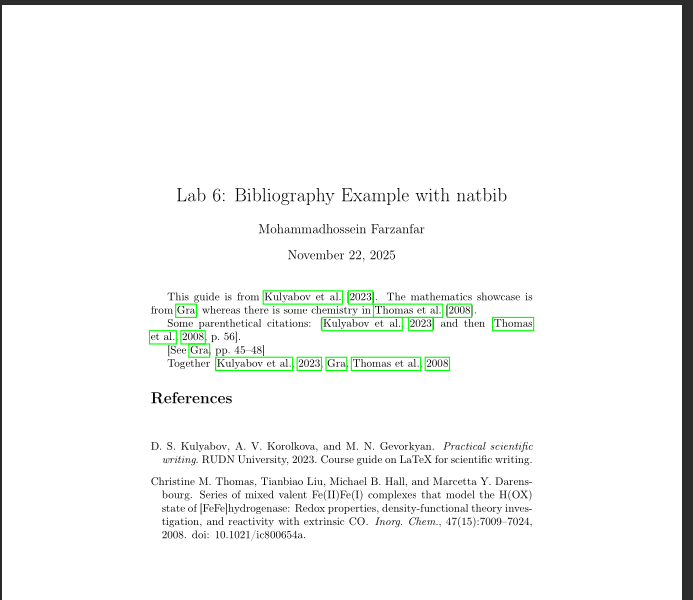 Lab 6: Bibliography Example with natbib
Mohammadhossein Farzanfar
November 22, 2025
This guide is from Kulyabov et al. [2023]. The mathematics showcase is
from Gra, whereas there is some chemistry in Thomas et al. [2008].
Some parenthetical citations: [Kulyabov et al., 2023] and then [Thomas
et al., 2008, p. 56].
[See Gra, pp. 45–48]
Together Kulyabov et al., 2023, Gra, Thomas et al., 2008
References
D. S. Kulyabov, A. V. Korolkova, and M. N. Gevorkyan. Practical scientific
writing. RUDN University, 2023. Course guide on LaTeX for scientific writing.
Christine M. Thomas, Tianbiao Liu, Michael B. Hall, and Marcetta Y. Darens-
bourg. Series of mixed valent Fe(II)Fe(I) complexes that model the H(OX)
state of [FeFe]hydrogenase: Redox properties, density-functional theory inves-
tigation, and reactivity with extrinsic CO. Inorg. Chem., 47(15):7009–7024,
2008. doi: 10.1021/ic800654a.